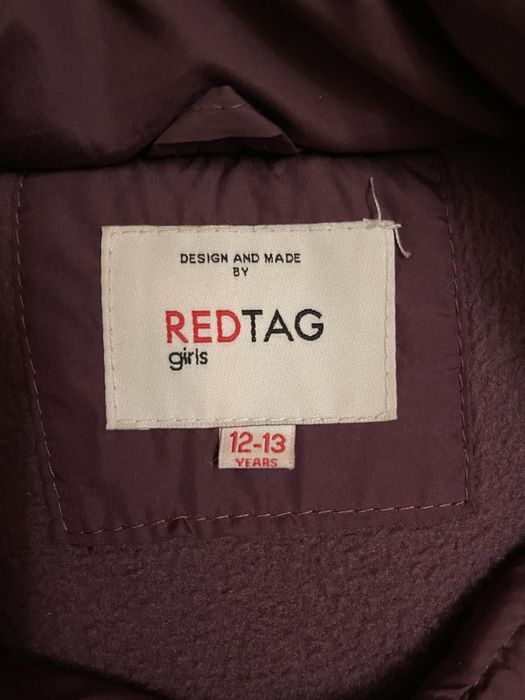 DESIGN AND MADE
BY
REDTAG
girls
12-13
YEARS